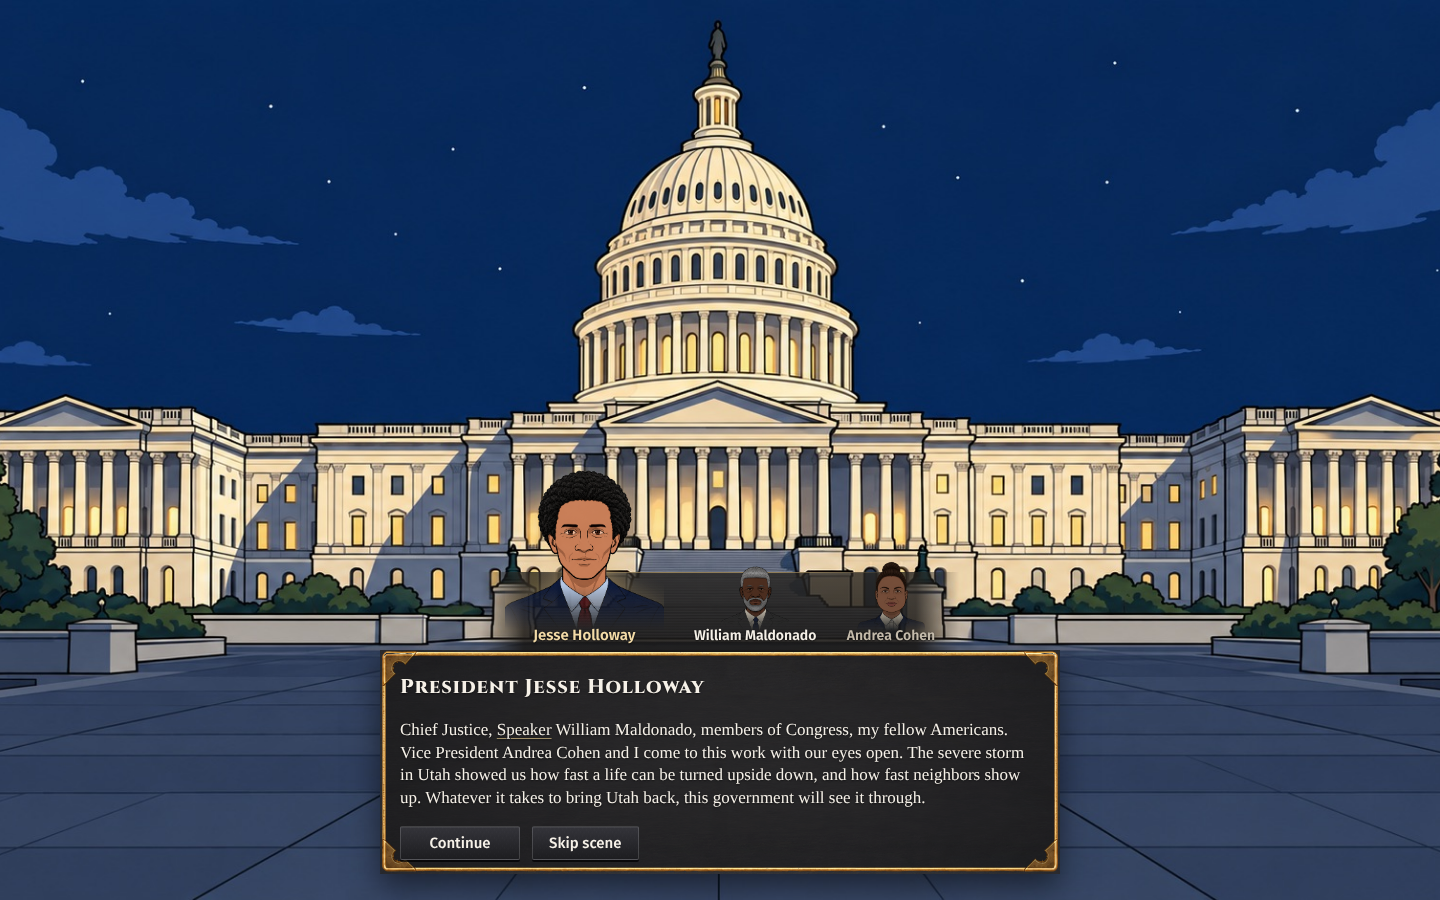 Jesse Holloway
William Maldonado
Andrea Cohen
President Jesse Holloway
Chief Justice, Speaker William Maldonado, members of Congress, my fellow Americans.
Vice President Andrea Cohen and I come to this work with our eyes open. The severe storm
in Utah showed us how fast a life can be turned upside down, and how fast neighbors show
up. Whatever it takes to bring Utah back, this government will see it through.
Continue
Skip scene